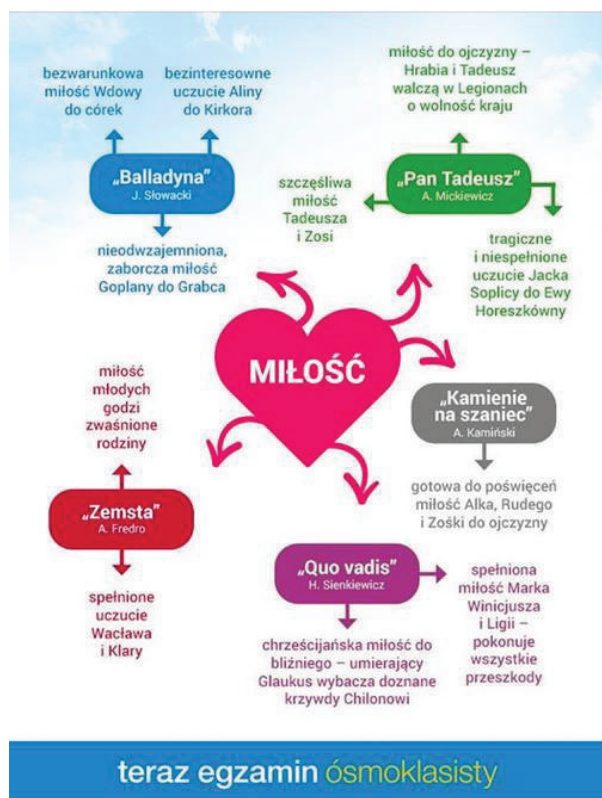 bezwarunkowa
miłość Wdowy
do córek
bezinteresowne
uczucie Aliny
do Kirkora
„Balladyna”
J. Słowacki
nieodwzajemniona,
zaborcza miłość
Goplany do Grabca
miłość do ojczyzny –
Hrabia i Tadeusz
walczą w Legionach
o wolność kraju
„Pan Tadeusz”
A. Mickiewicz
szczęśliwa
miłość
Tadeusza
i Zosi
tragiczne
i niespełnione
uczucie Jacka
Soplicy do Ewy
Horeszkówny
MIŁOŚĆ
miłość
młodych
godzi
zwaśnione
rodziny
„Zemsta”
A. Fredro
spełnione
uczucie
Wacława
i Klary
„Kamienie
na szaniec”
A. Kamiński
gotowa do poświęceń
miłość Alka, Rudego
i Zośki do ojczyzny
„Quo vadis”
H. Sienkiewicz
spełniona
miłość Marka
Winicjusza
i Ligii –
pokonuje
wszystkie
przeszkody
chrześcijańska miłość do
bliźniego – umierający
Glaukus wybacza doznane
krzywdy Chilonowi
teraz egzamin ósmoklasisty